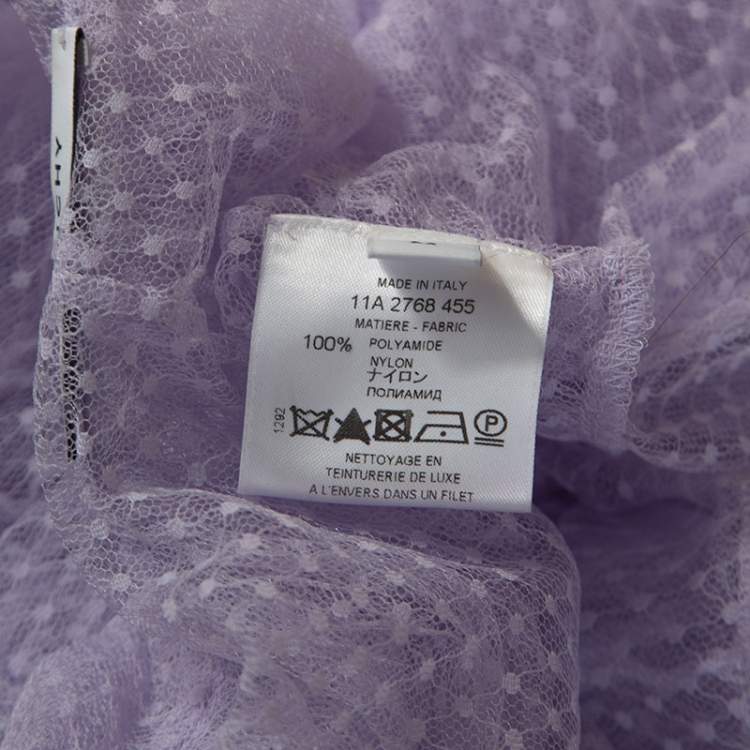 MADE IN ITALY
11A 2768 455
MATIERE - FABRIC
100% POLYAMIDE
NYLON
ナイロン
ПОЛИАМИД
1292
P
NETTOYAGE EN
TEINTURERIE DE LUXE
A L'ENVERS DANS UN FILET